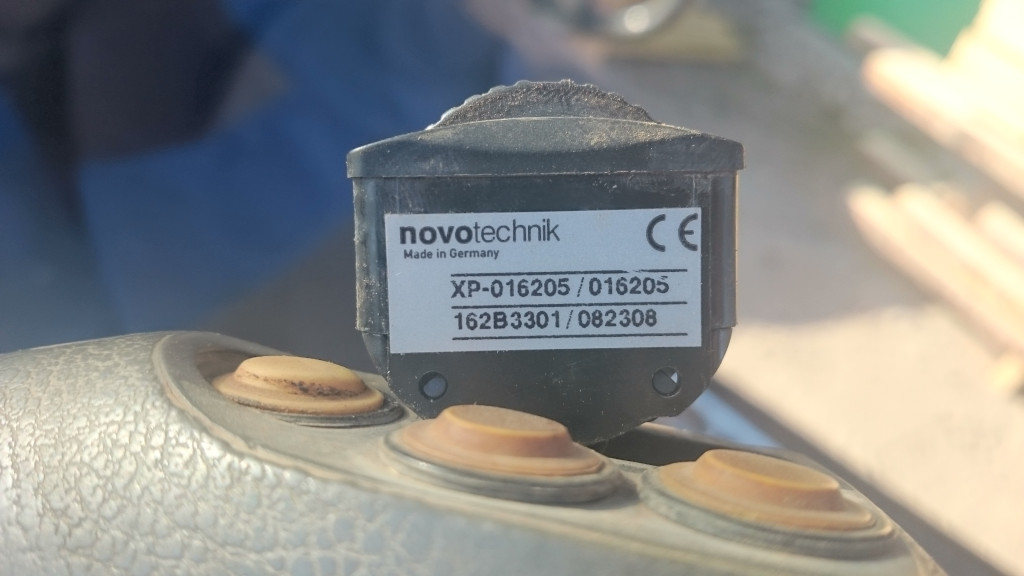 novotechnik
CE
Made in Germany
XP-016205 / 016205
162B3301 / 082308